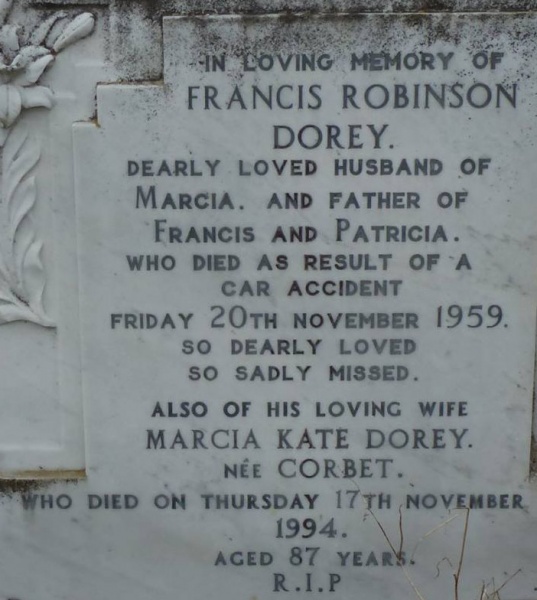 IN LOVING MEMORY OF
FRANCIS ROBINSON
DOREY.
DEARLY LOVED HUSBAND OF
MARCIA. AND FATHER OF
FRANCIS AND PATRICIA.
WHO DIED AS RESULT OF A
CAR ACCIDENT
FRIDAY 20TH NOVEMBER 1959.
SO DEARLY LOVED
SO SADLY MISSED.
ALSO OF HIS LOVING WIFE
MARCIA KATE DOREY.
NÉE CORBET.
WHO DIED ON THURSDAY 17TH NOVEMBER
1994.
AGED 87 YEARS.
R.I.P